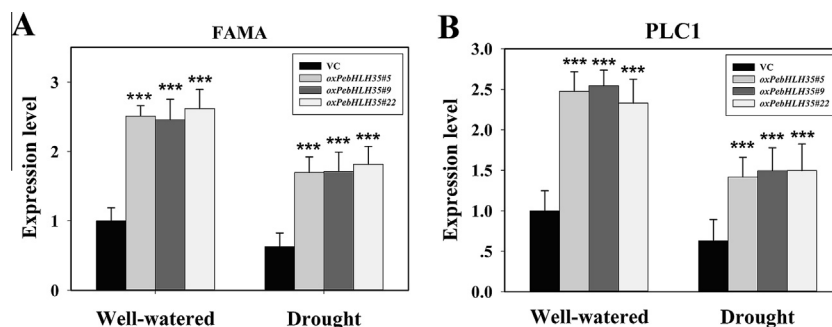 A
FAMA
Expression level
3
2
1
0
VC
oxPebHLH35#5
oxPebHLH35#9
oxPebHLH35#22
*** *** ***
*** *** ***
Well-watered Drought
B
PLC1
Expression level
3.0
2.5
2.0
1.5
1.0
.5
0.0
VC
oxPebHLH35#5
oxPebHLH35#9
oxPebHLH35#22
*** *** ***
*** *** ***
Well-watered Drought